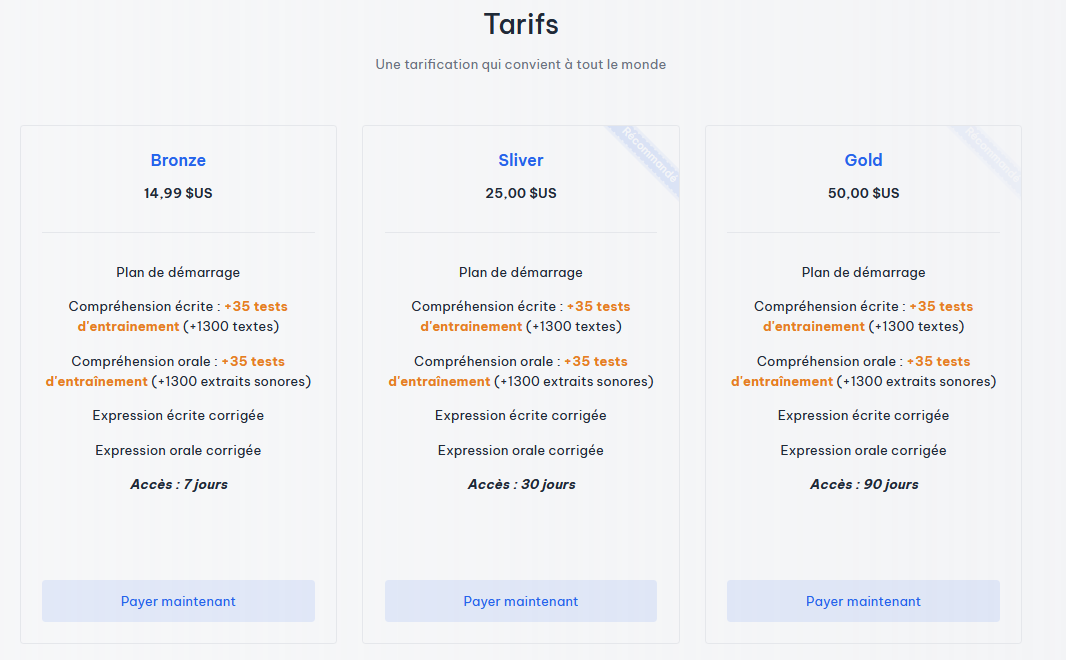 Tarifs
Une tarification qui convient à tout le monde
Bronze
14,99 $US
Plan de démarrage
Compréhension écrite : +35 tests
d'entrainement (+1300 textes)
Compréhension orale : +35 tests
d'entraînement (+1300 extraits sonores)
Expression écrite corrigée
Expression orale corrigée
Accès : 7 jours
Payer maintenant
Récommandé
Sliver
25,00 $US
Plan de démarrage
Compréhension écrite : +35 tests
d'entrainement (+1300 textes)
Compréhension orale : +35 tests
d'entraînement (+1300 extraits sonores)
Expression écrite corrigée
Expression orale corrigée
Accès : 30 jours
Payer maintenant
Récommandé
Gold
50,00 $US
Plan de démarrage
Compréhension écrite : +35 tests
d'entrainement (+1300 textes)
Compréhension orale : +35 tests
d'entraînement (+1300 extraits sonores)
Expression écrite corrigée
Expression orale corrigée
Accès : 90 jours
Payer maintenant